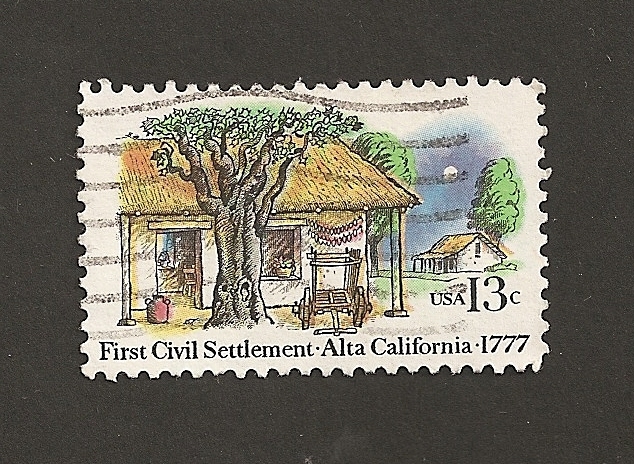 USA 13c
First Civil Settlement · Alta California · 1777